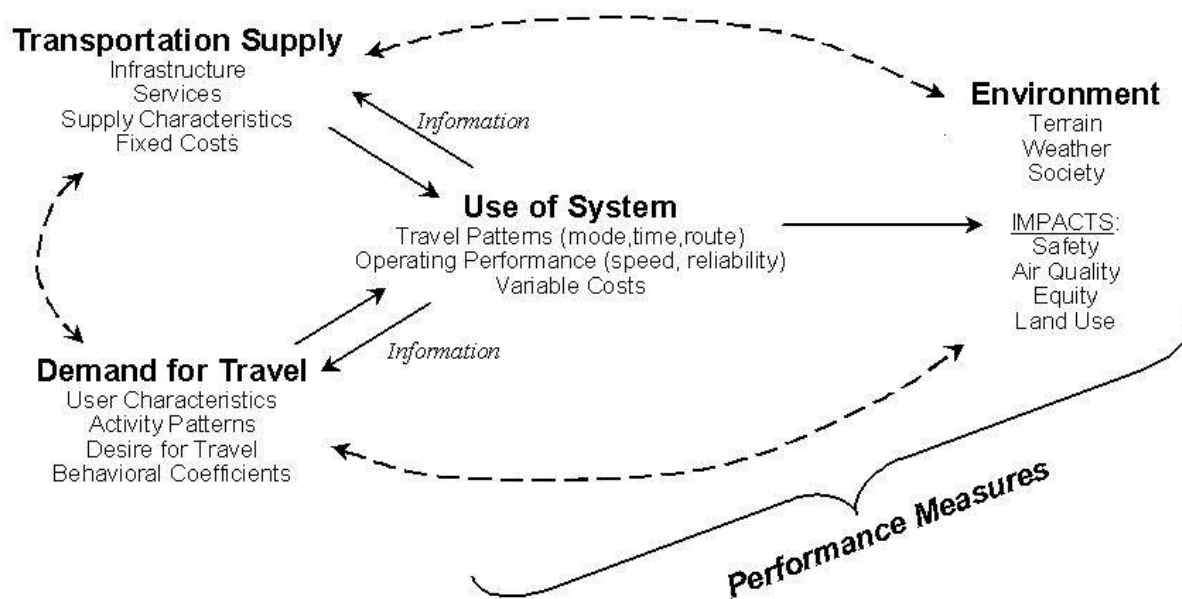 Transportation Supply
Infrastructure
Services
Supply Characteristics
Fixed Costs
Information
Environment
Terrain
Weather
Society
Use of System
Travel Patterns (mode,time,route)
Operating Performance (speed, reliability)
Variable Costs
IMPACTS:
Safety
Air Quality
Equity
Land Use
Information
Demand for Travel
User Characteristics
Activity Patterns
Desire for Travel
Behavioral Coefficients
Performance Measures